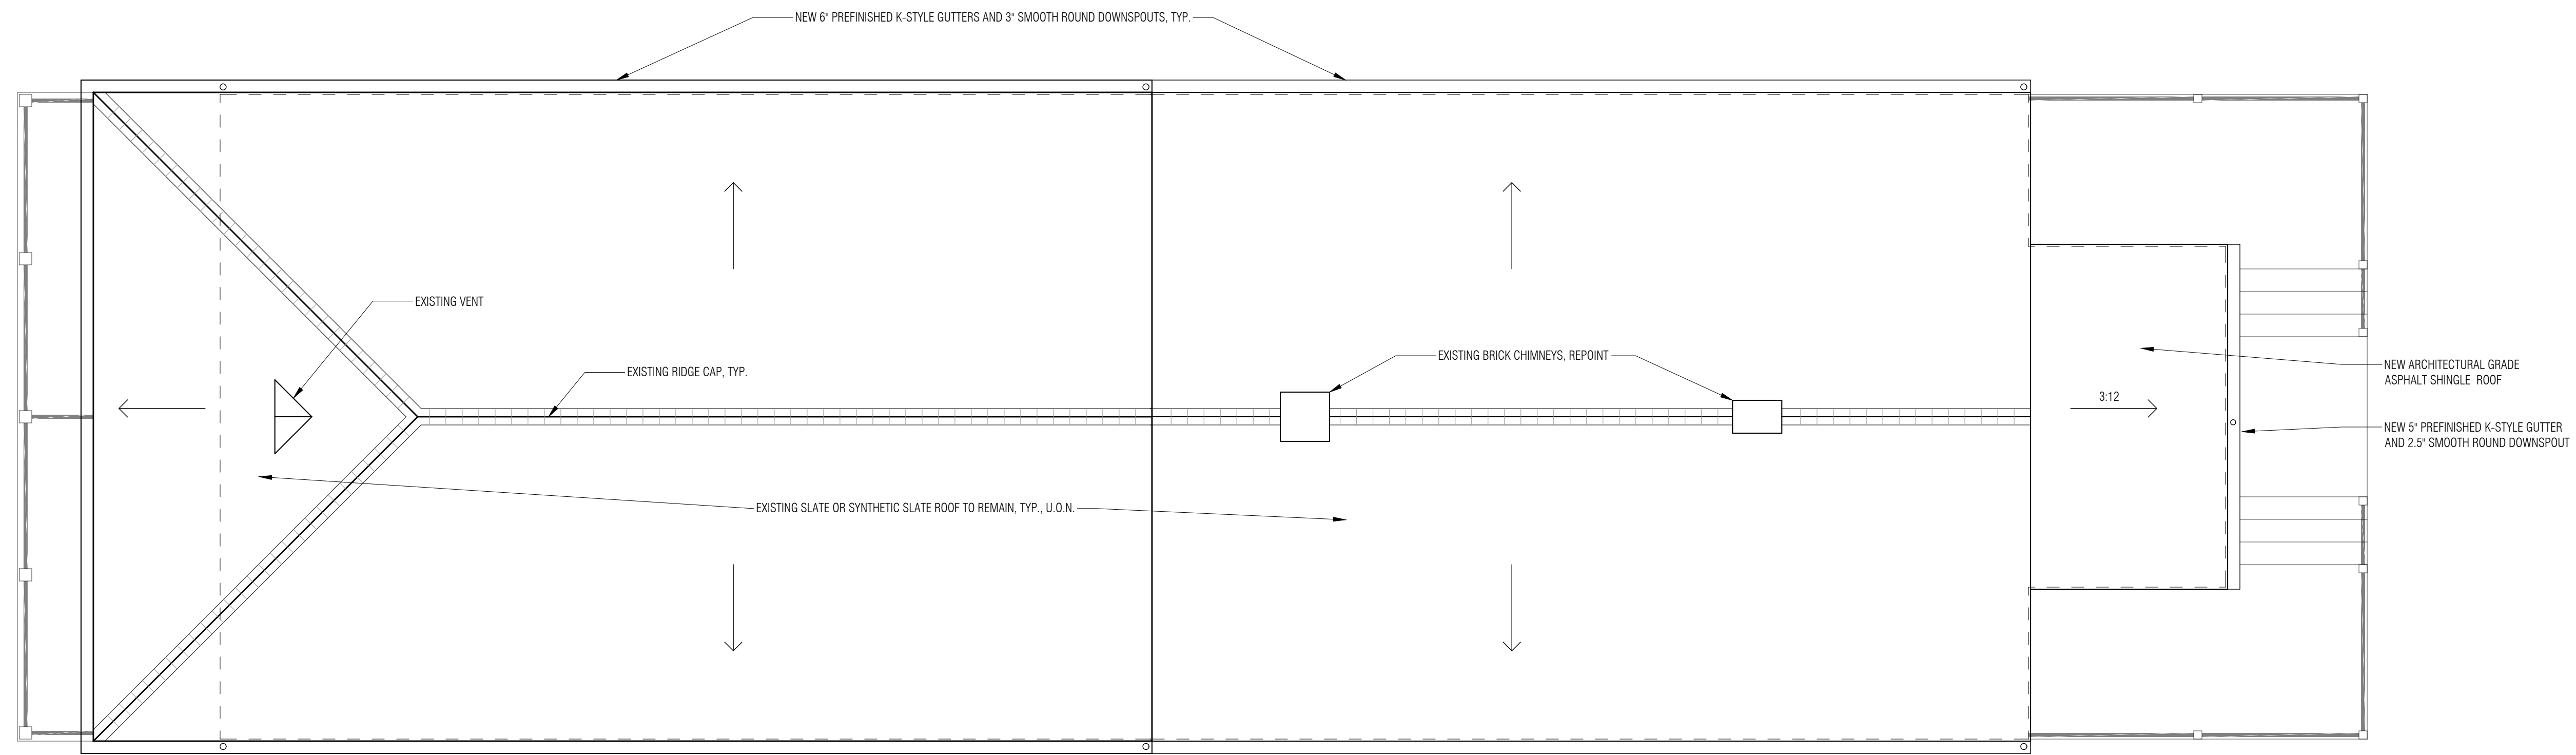 NEW 6" PREFINISHED K-STYLE GUTTERS AND 3" SMOOTH ROUND DOWNSPOUTS, TYP.
EXISTING VENT
EXISTING RIDGE CAP, TYP.
EXISTING BRICK CHIMNEYS, REPOINT
NEW ARCHITECTURAL GRADE
ASPHALT SHINGLE ROOF
3:12
NEW 5" PREFINISHED K-STYLE GUTTER
AND 2.5" SMOOTH ROUND DOWNSPOUT
EXISTING SLATE OR SYNTHETIC SLATE ROOF TO REMAIN, TYP., U.O.N.